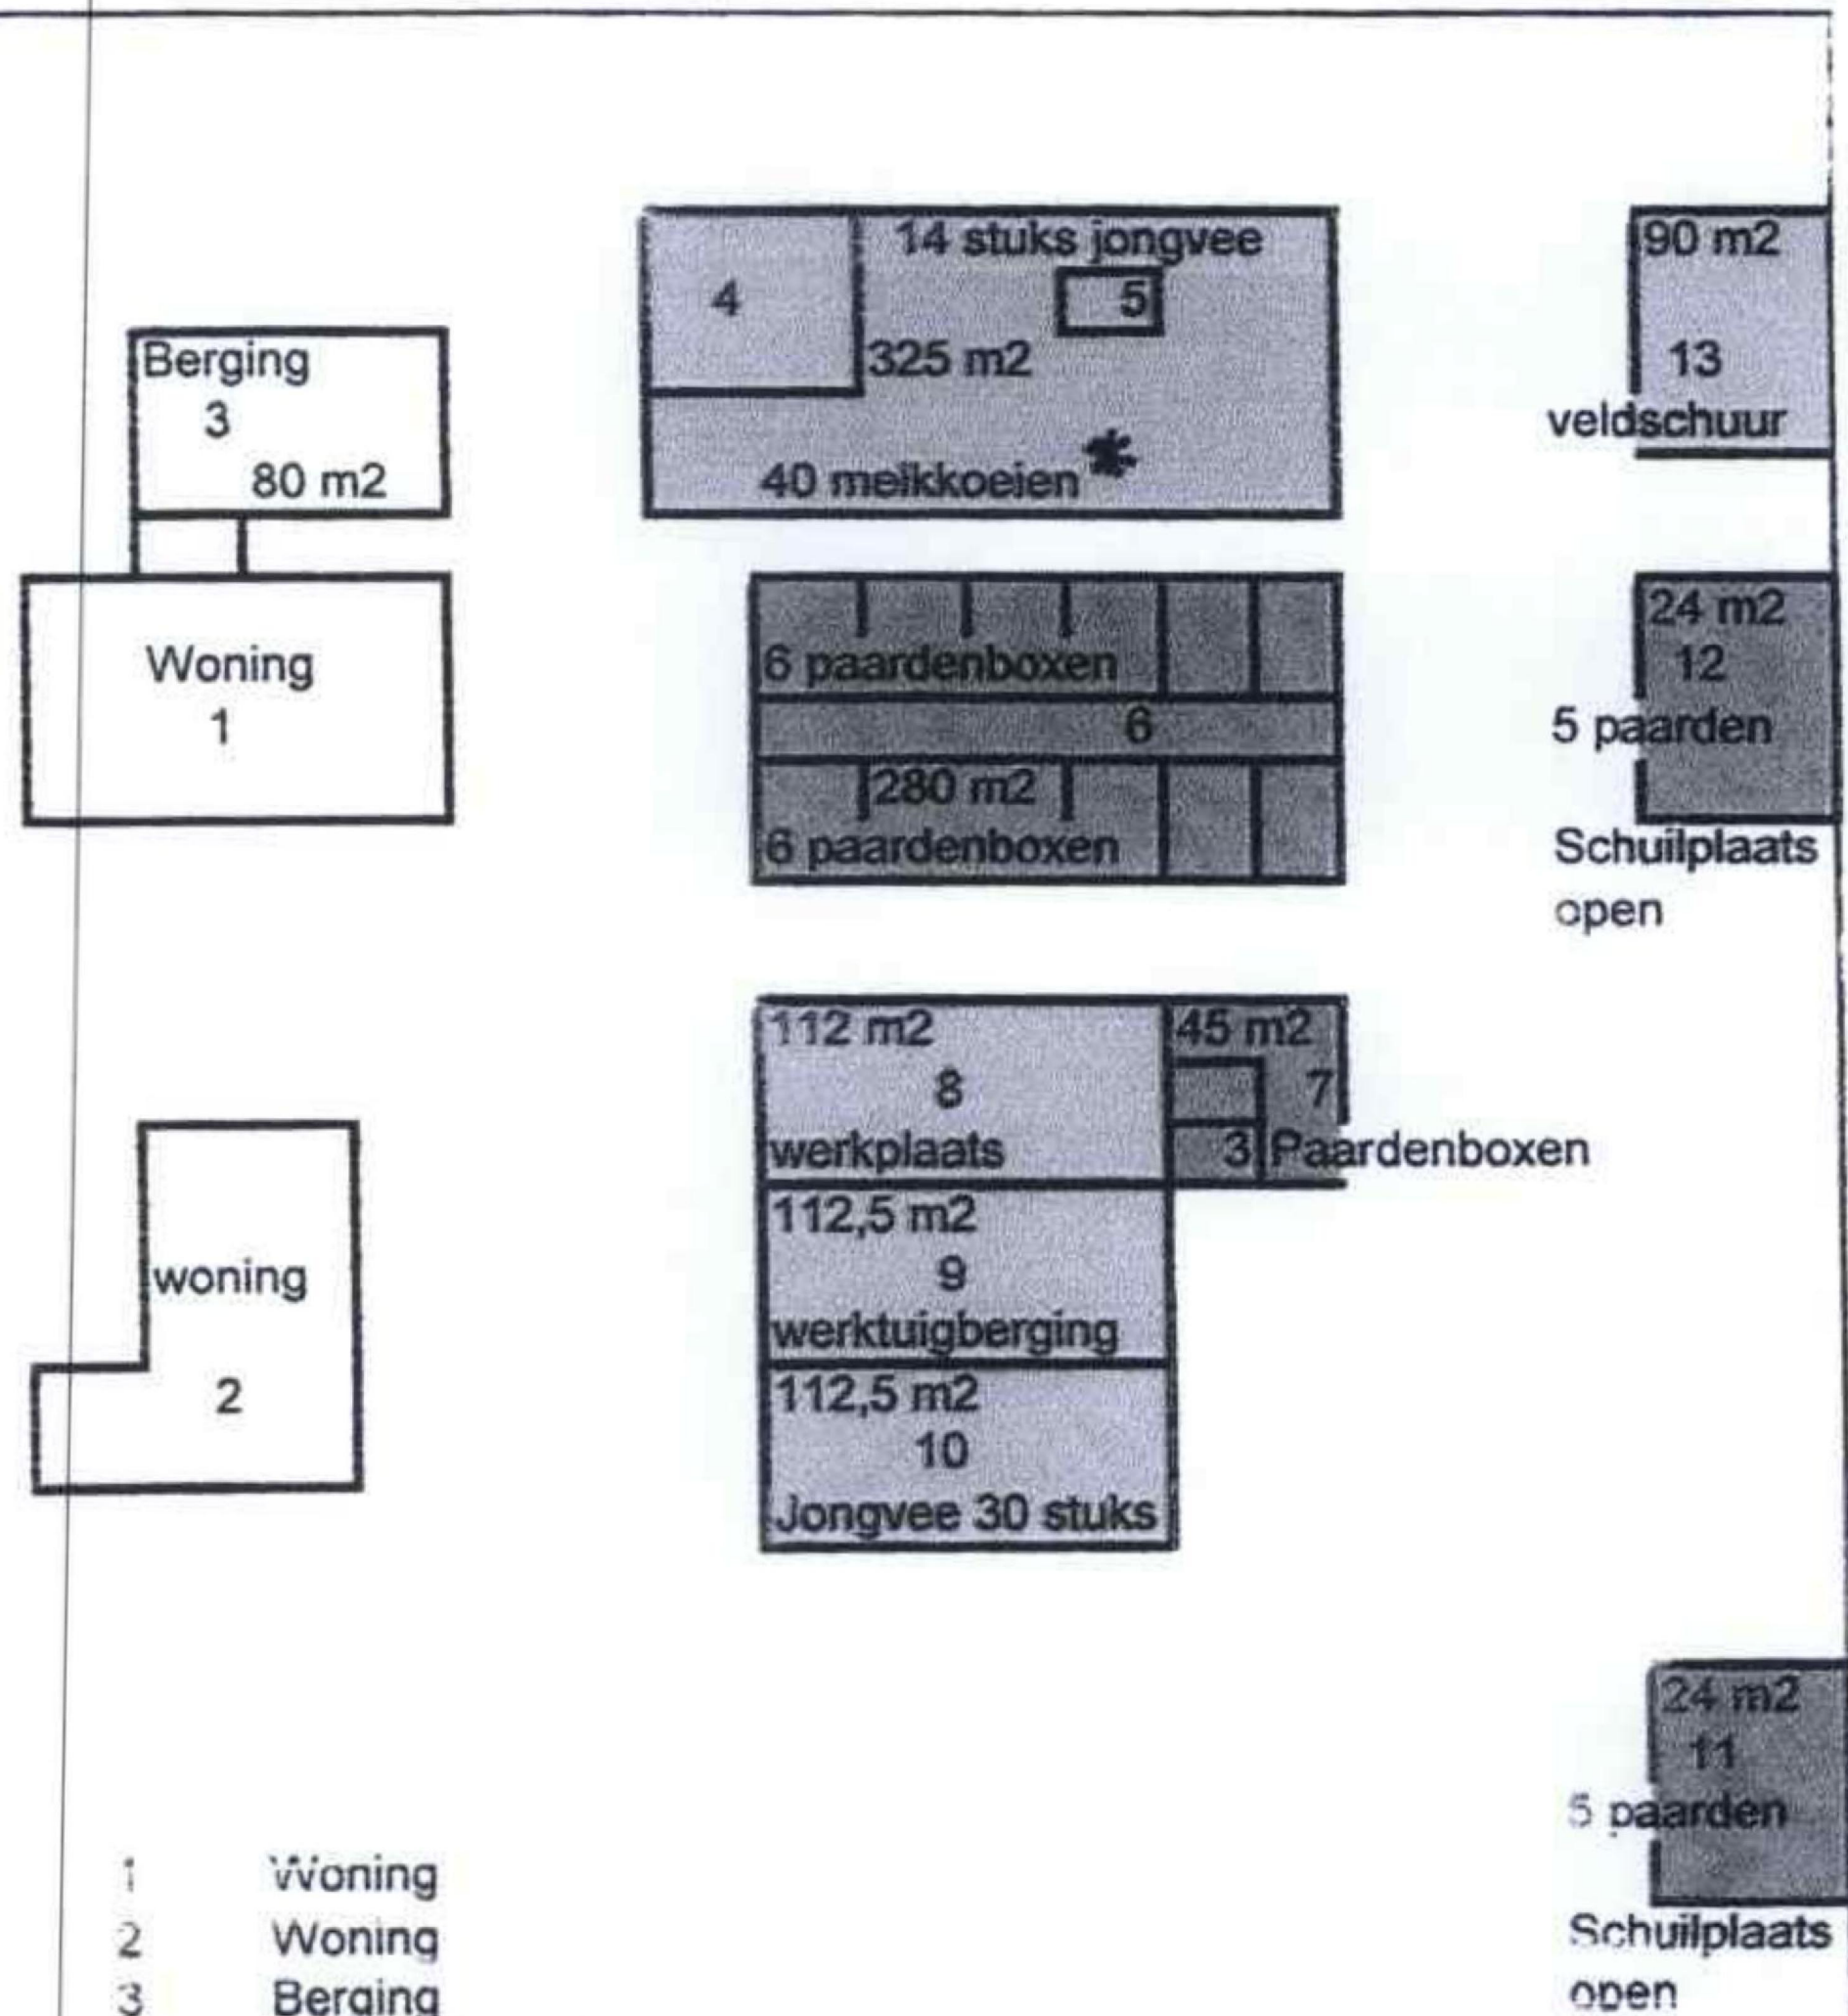 14 stuks jongvee
4
5
325 m2
40 melkkoeien
90 m2
13
veldschuur
Berging
3
80 m2
Woning
1
6 paardenboxen
6
280 m2
6 paardenboxen
24 m2
12
5 paarden
Schuilplaats
open
112 m2
8
werkplaats
45 m2
7
3 Paardenboxen
112,5 m2
9
werktuigberging
112,5 m2
10
Jongvee 30 stuks
woning
2
24 m2
11
5 paarden
Schuilplaats
open
1 Woning
2 Woning
3 Berging